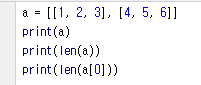 a = [[1, 2, 3], [4, 5, 6]]
print(a)
print(len(a))
print(len(a[0]))